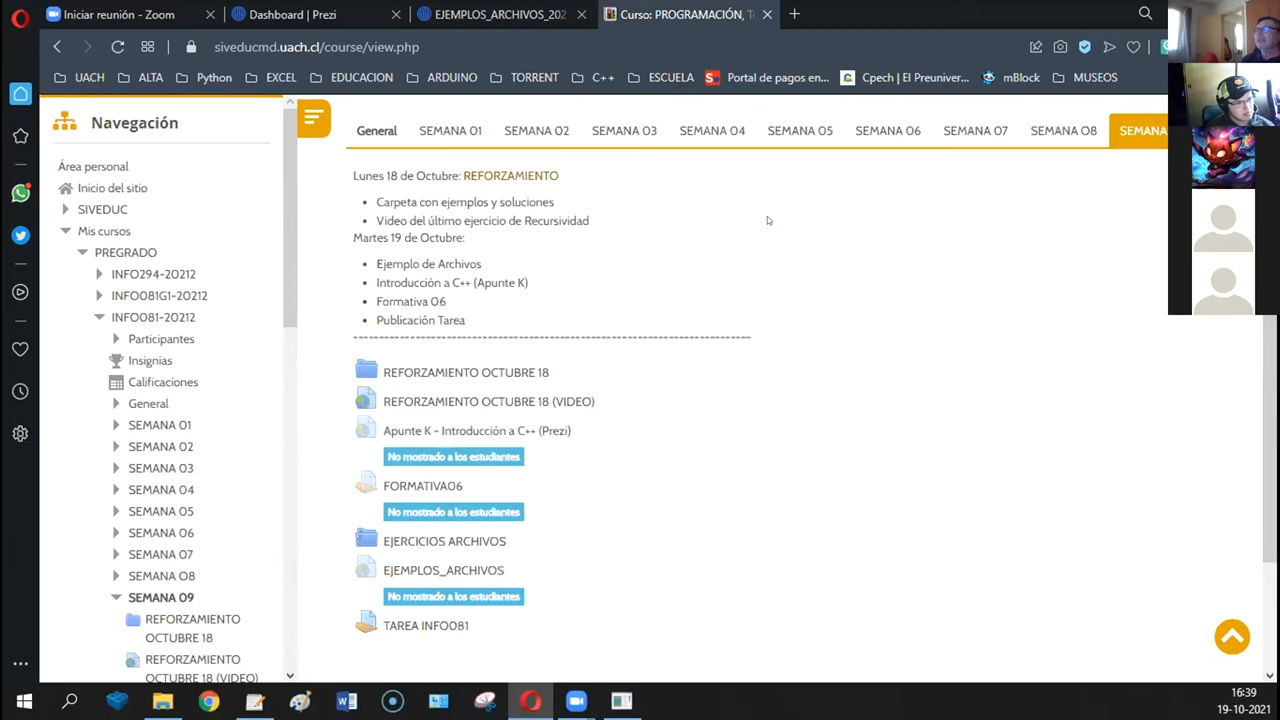 Iniciar reunión - Zoom
Dashboard | Prezi
EJEMPLOS_ARCHIVOS_202
Curso: PROGRAMACIÓN, T
siveducmd.uach.cl/course/view.php
UACH
ALTA
Python
EXCEL
EDUCACION
ARDUINO
TORRENT
C++
ESCUELA
Portal de pagos en...
Cpech | El Preuniver...
mBlock
MUSEOS
Navegación
Área personal
Inicio del sitio
SIVEDUC
Mis cursos
PREGRADO
INFO294-20212
INFO081G1-20212
INFO081-20212
Participantes
Insignias
Calificaciones
General
SEMANA 01
SEMANA 02
SEMANA 03
SEMANA 04
SEMANA 05
SEMANA 06
SEMANA 07
SEMANA 08
SEMANA 09
REFORZAMIENTO
OCTUBRE 18
REFORZAMIENTO
OCTUBRE 18 (VIDEO)
General
SEMANA 01
SEMANA 02
SEMANA 03
SEMANA 04
SEMANA 05
SEMANA 06
SEMANA 07
SEMANA 08
SEMANA
Lunes 18 de Octubre: REFORZAMIENTO
Carpeta con ejemplos y soluciones
Video del último ejercicio de Recursividad
Martes 19 de Octubre:
Ejemplo de Archivos
Introducción a C++ (Apunte K)
Formativa 06
Publicación Tarea
REFORZAMIENTO OCTUBRE 18
REFORZAMIENTO OCTUBRE 18 (VIDEO)
Apunte K - Introducción a C++ (Prezi)
No mostrado a los estudiantes
FORMATIVA06
No mostrado a los estudiantes
EJERCICIOS ARCHIVOS
EJEMPLOS_ARCHIVOS
No mostrado a los estudiantes
TAREA INFO081
16:39
19-10-2021